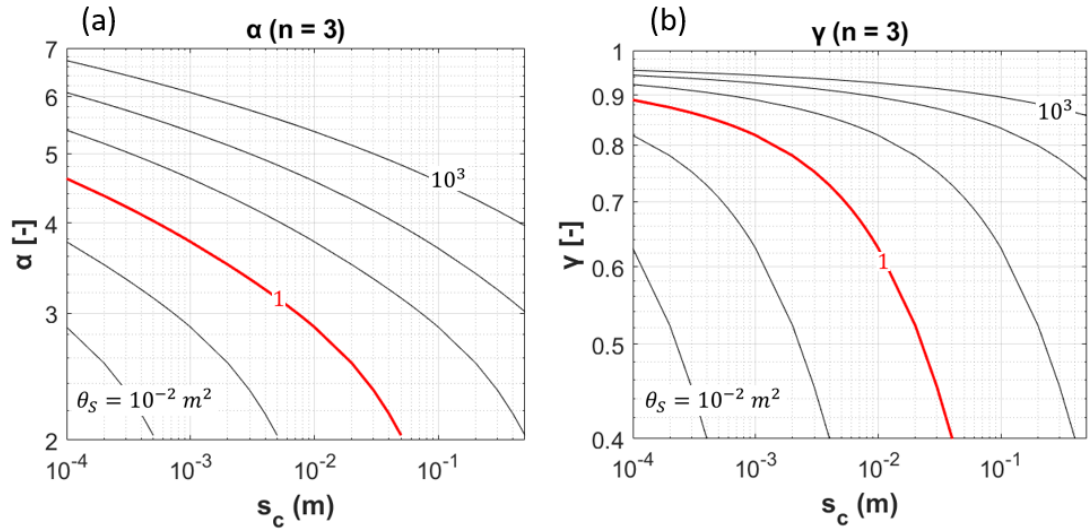 (a)
α (n = 3)
7
6
5
4
3
2
α [-]
10³
1
θ_S = 10⁻² m²
10⁻⁴
10⁻³
10⁻²
10⁻¹
s_c (m)
(b)
γ (n = 3)
1
0.9
0.8
0.7
0.6
0.5
0.4
γ [-]
10³
1
θ_S = 10⁻² m²
10⁻⁴
10⁻³
10⁻²
10⁻¹
s_c (m)